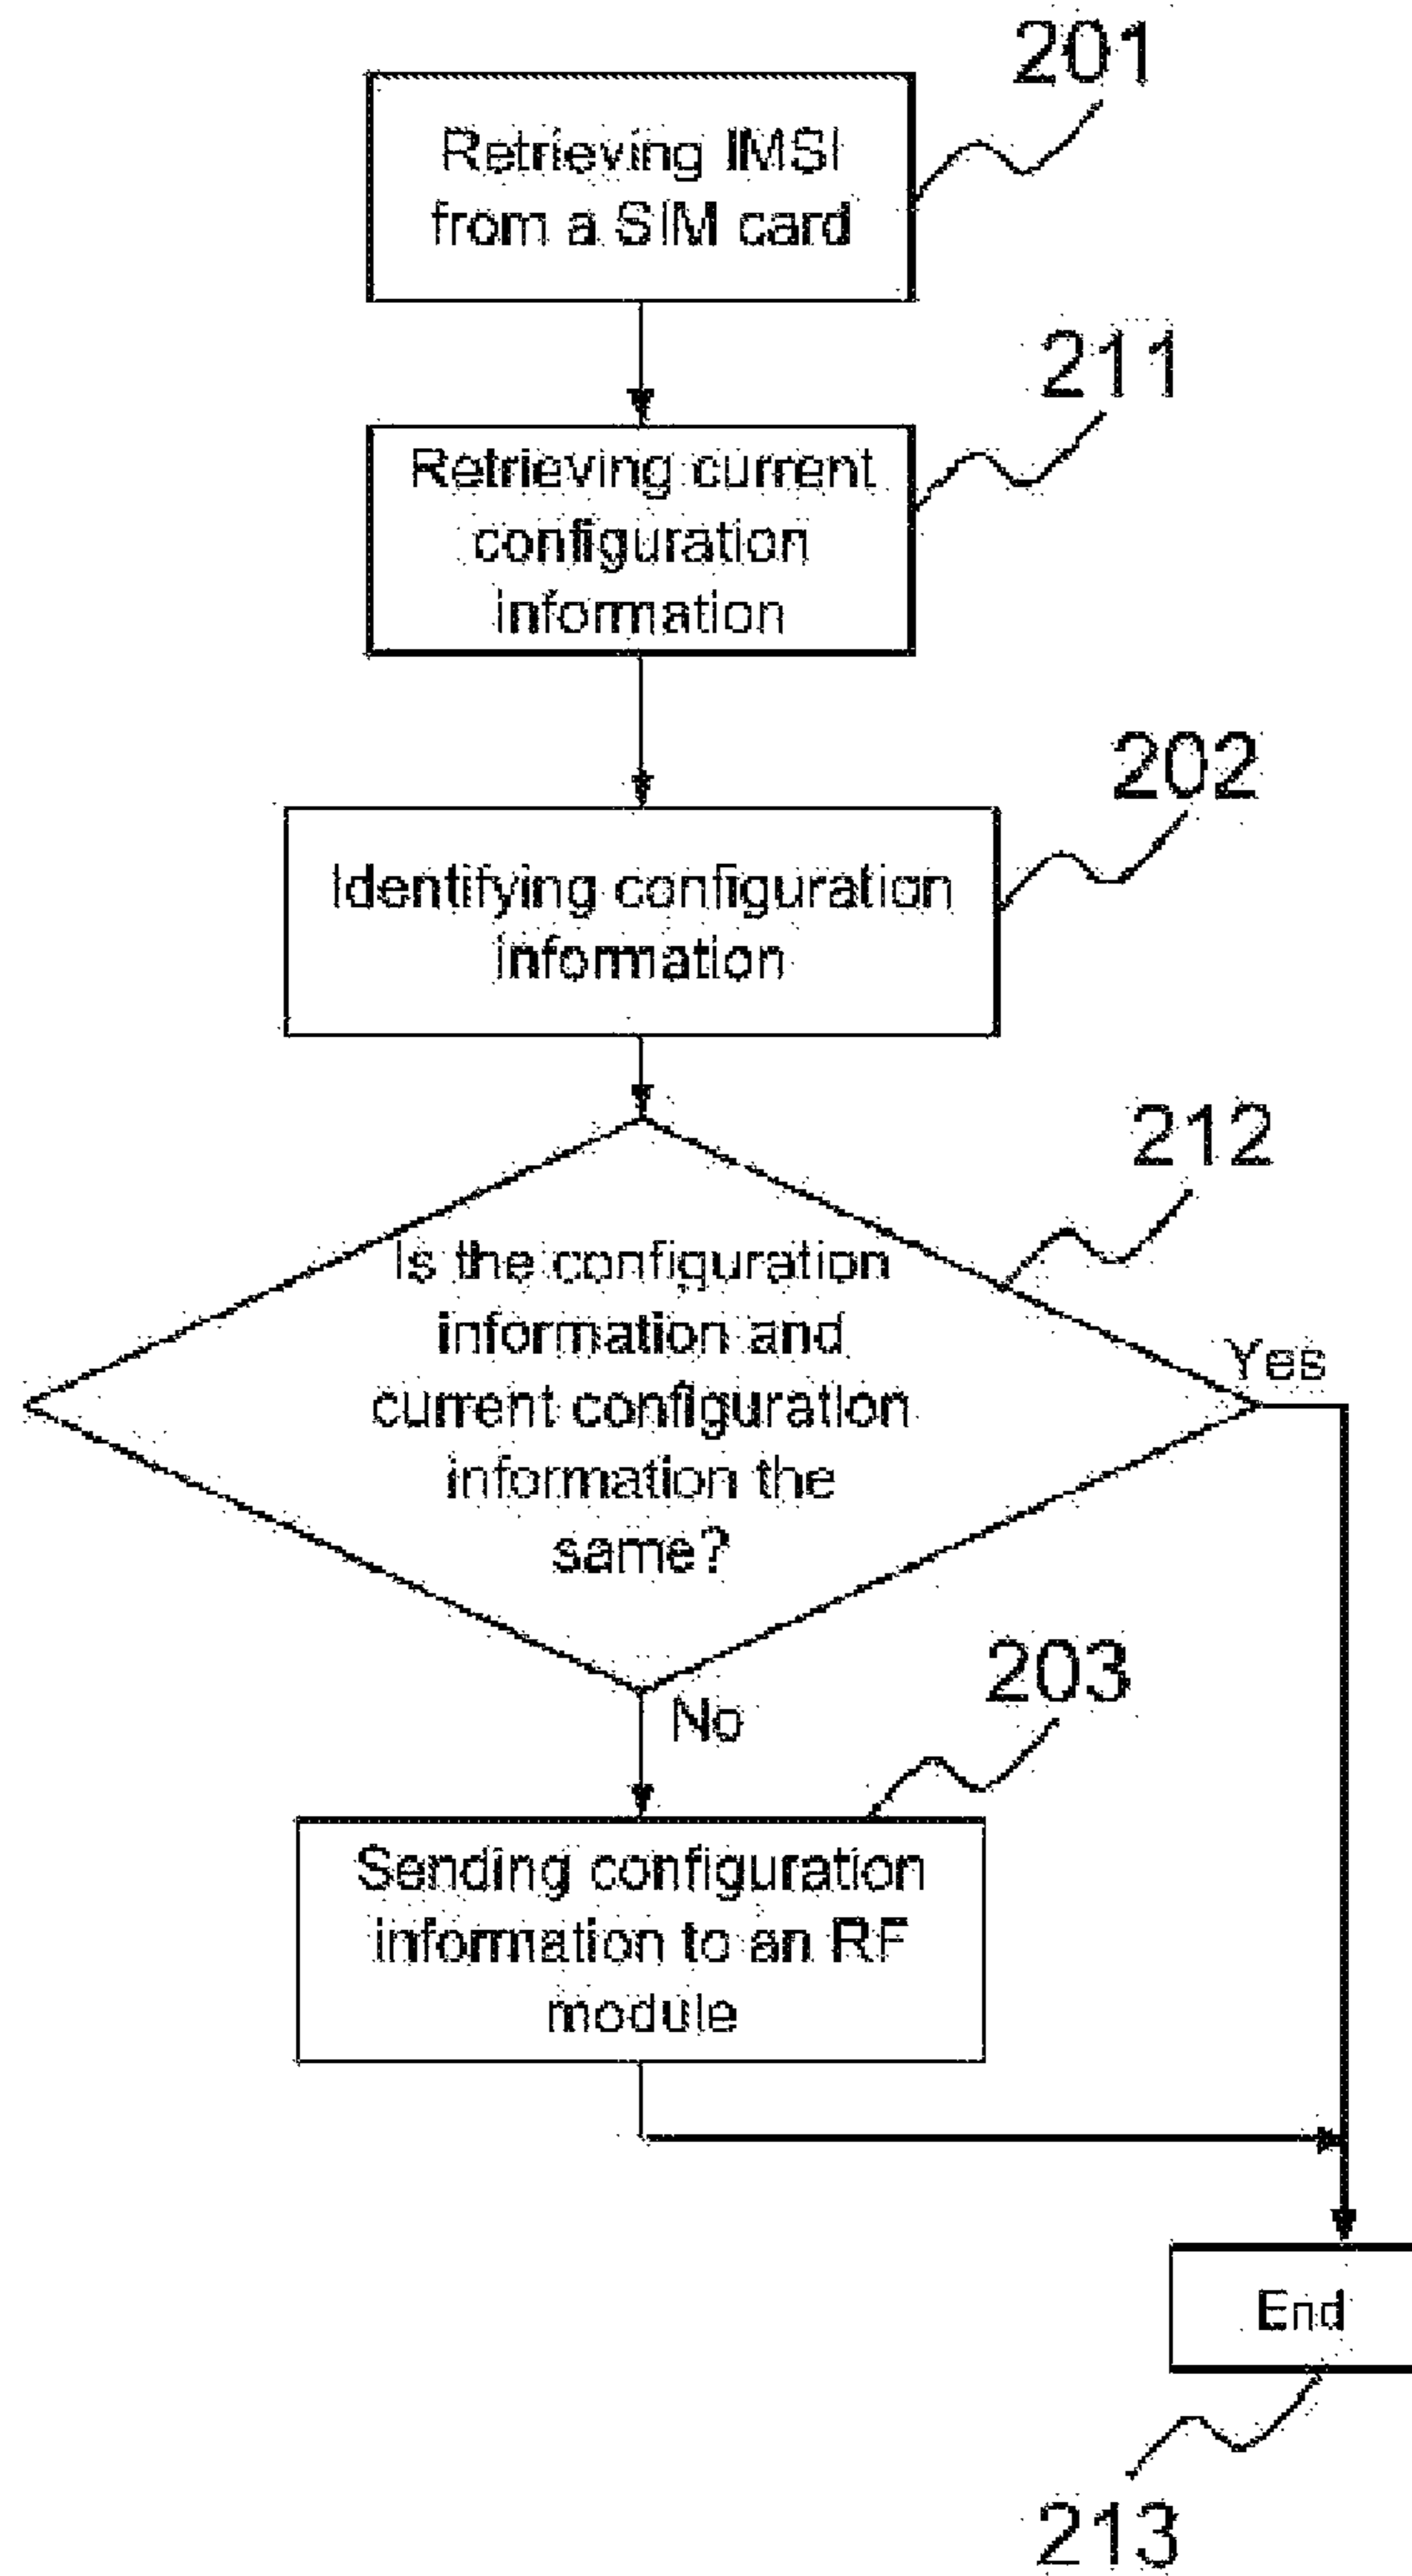 201
Retrieving IMSI
from a SIM card
211
Retrieving current
configuration
information
202
Identifying configuration
information
212
Is the configuration
information and
current configuration
information the
same?
Yes
No
203
Sending configuration
information to an RF
module
End
213